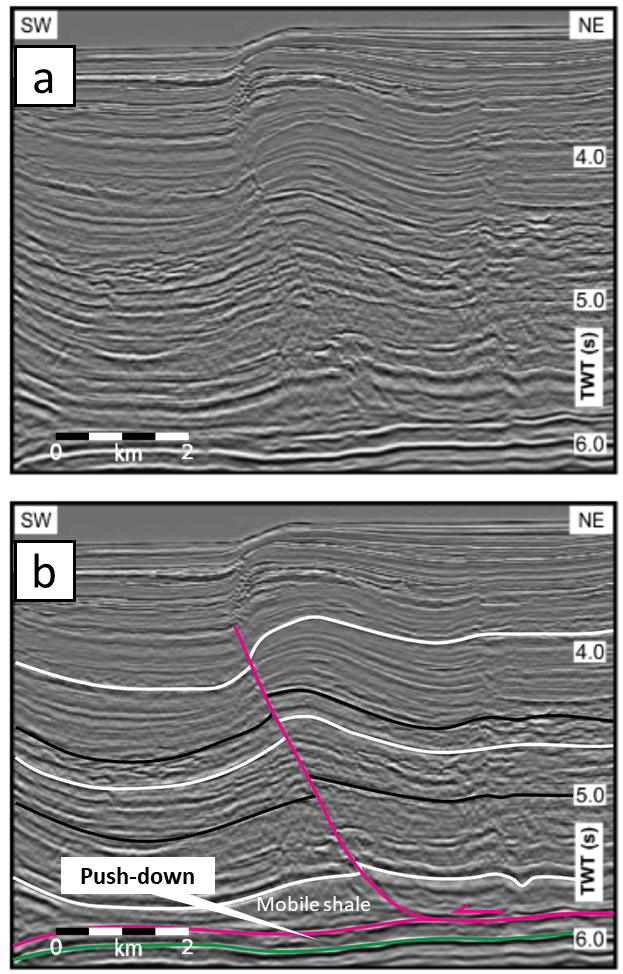 SW
NE
a
4.0
5.0
TWT (s)
6.0
0 km 2
SW
NE
b
4.0
5.0
TWT (s)
Push-down
Mobile shale
6.0
0 km 2